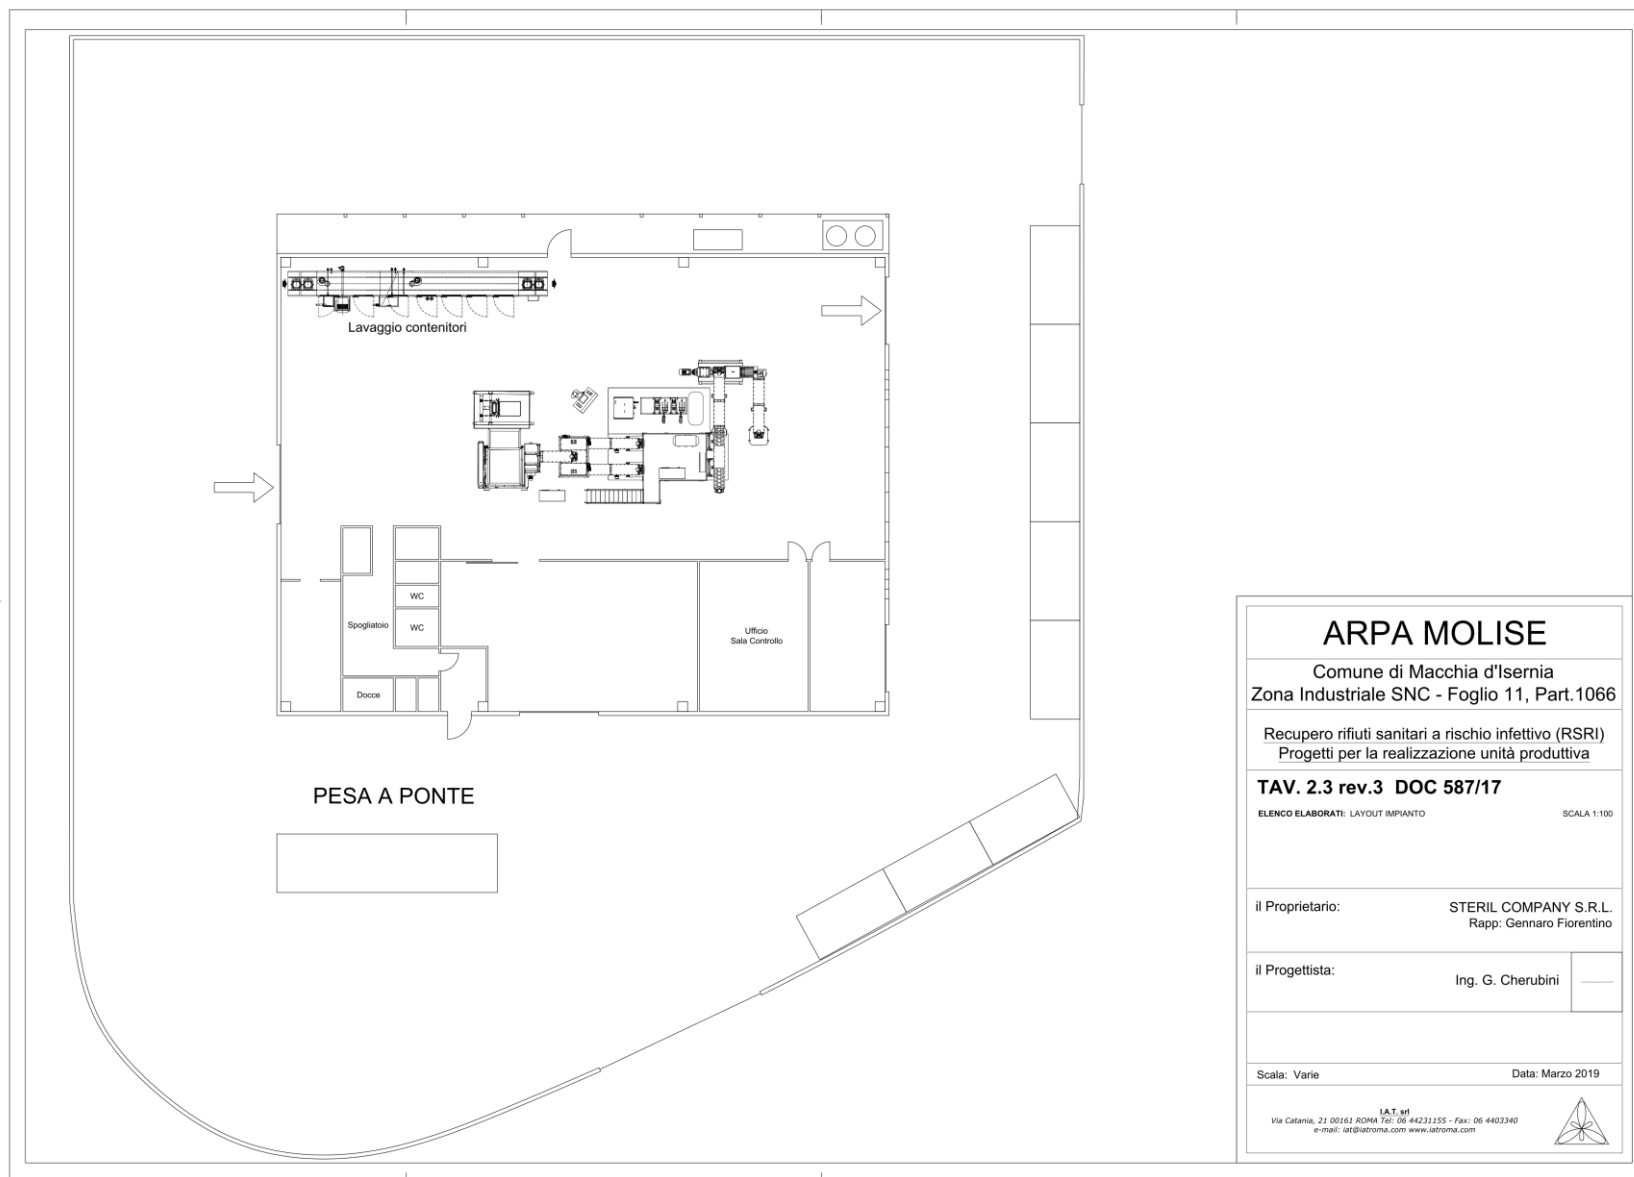 Lavaggio contenitori
WC
WC
Spogliatoio
Docce
Ufficio
Sala Controllo
PESA A PONTE
ARPA MOLISE
Comune di Macchia d'Isernia
Zona Industriale SNC - Foglio 11, Part.1066
Recupero rifiuti sanitari a rischio infettivo (RSRI)
Progetti per la realizzazione unità produttiva
TAV. 2.3 rev.3 DOC 587/17
ELENCO ELABORATI: LAYOUT IMPIANTO SCALA 1:100
il Proprietario: STERIL COMPANY S.R.L.
Rapp: Gennaro Fiorentino
il Progettista: Ing. G. Cherubini
Scala: Varie Data: Marzo 2019
I.A.T. srl
Via Catania, 21 00161 ROMA Tel: 06 44231155 - Fax: 06 4403340
e-mail: iat@iatroma.com www.iatroma.com